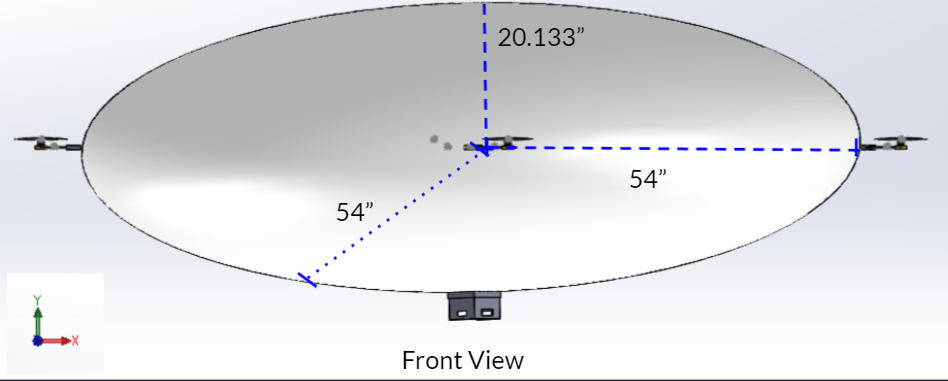 20.133”
54”
54”
Y
X
Front View